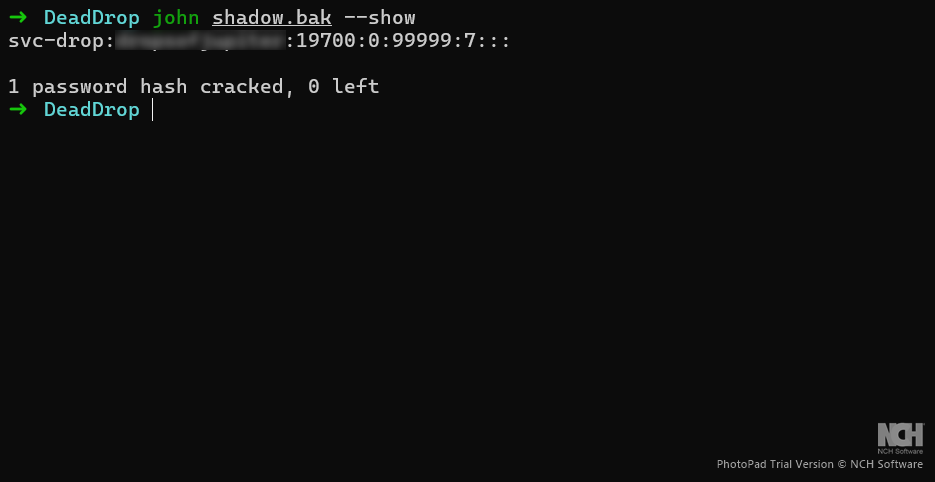 ➜ DeadDrop john shadow.bak --show
svc-drop::19700:0:99999:7:::
1 password hash cracked, 0 left
➜ DeadDrop
NCH
NCH Software
PhotoPad Trial Version © NCH Software